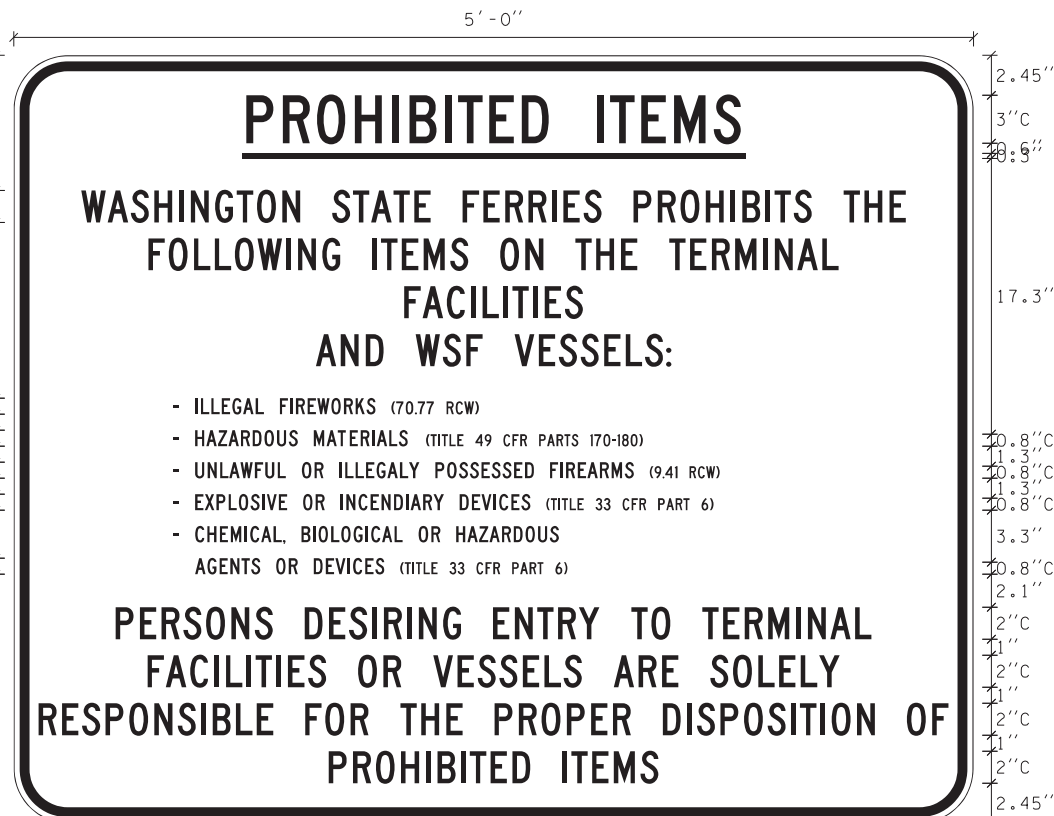 5'-0"
PROHIBITED ITEMS
WASHINGTON STATE FERRIES PROHIBITS THE
FOLLOWING ITEMS ON THE TERMINAL
FACILITIES
AND WSF VESSELS:
- ILLEGAL FIREWORKS (70.77 RCW)
- HAZARDOUS MATERIALS (TITLE 49 CFR PARTS 170-180)
- UNLAWFUL OR ILLEGALY POSSESSED FIREARMS (9.41 RCW)
- EXPLOSIVE OR INCENDIARY DEVICES (TITLE 33 CFR PART 6)
- CHEMICAL, BIOLOGICAL OR HAZARDOUS
AGENTS OR DEVICES (TITLE 33 CFR PART 6)
PERSONS DESIRING ENTRY TO TERMINAL
FACILITIES OR VESSELS ARE SOLELY
RESPONSIBLE FOR THE PROPER DISPOSITION OF
PROHIBITED ITEMS
2.45"
3"C
0.6"
0.3"
17.3"
0.8"C
1.3"
0.8"C
1.3"
0.8"C
3.3"
0.8"C
2.1"
2"C
1"
2"C
1"
2"C
1"
2"C
2.45"